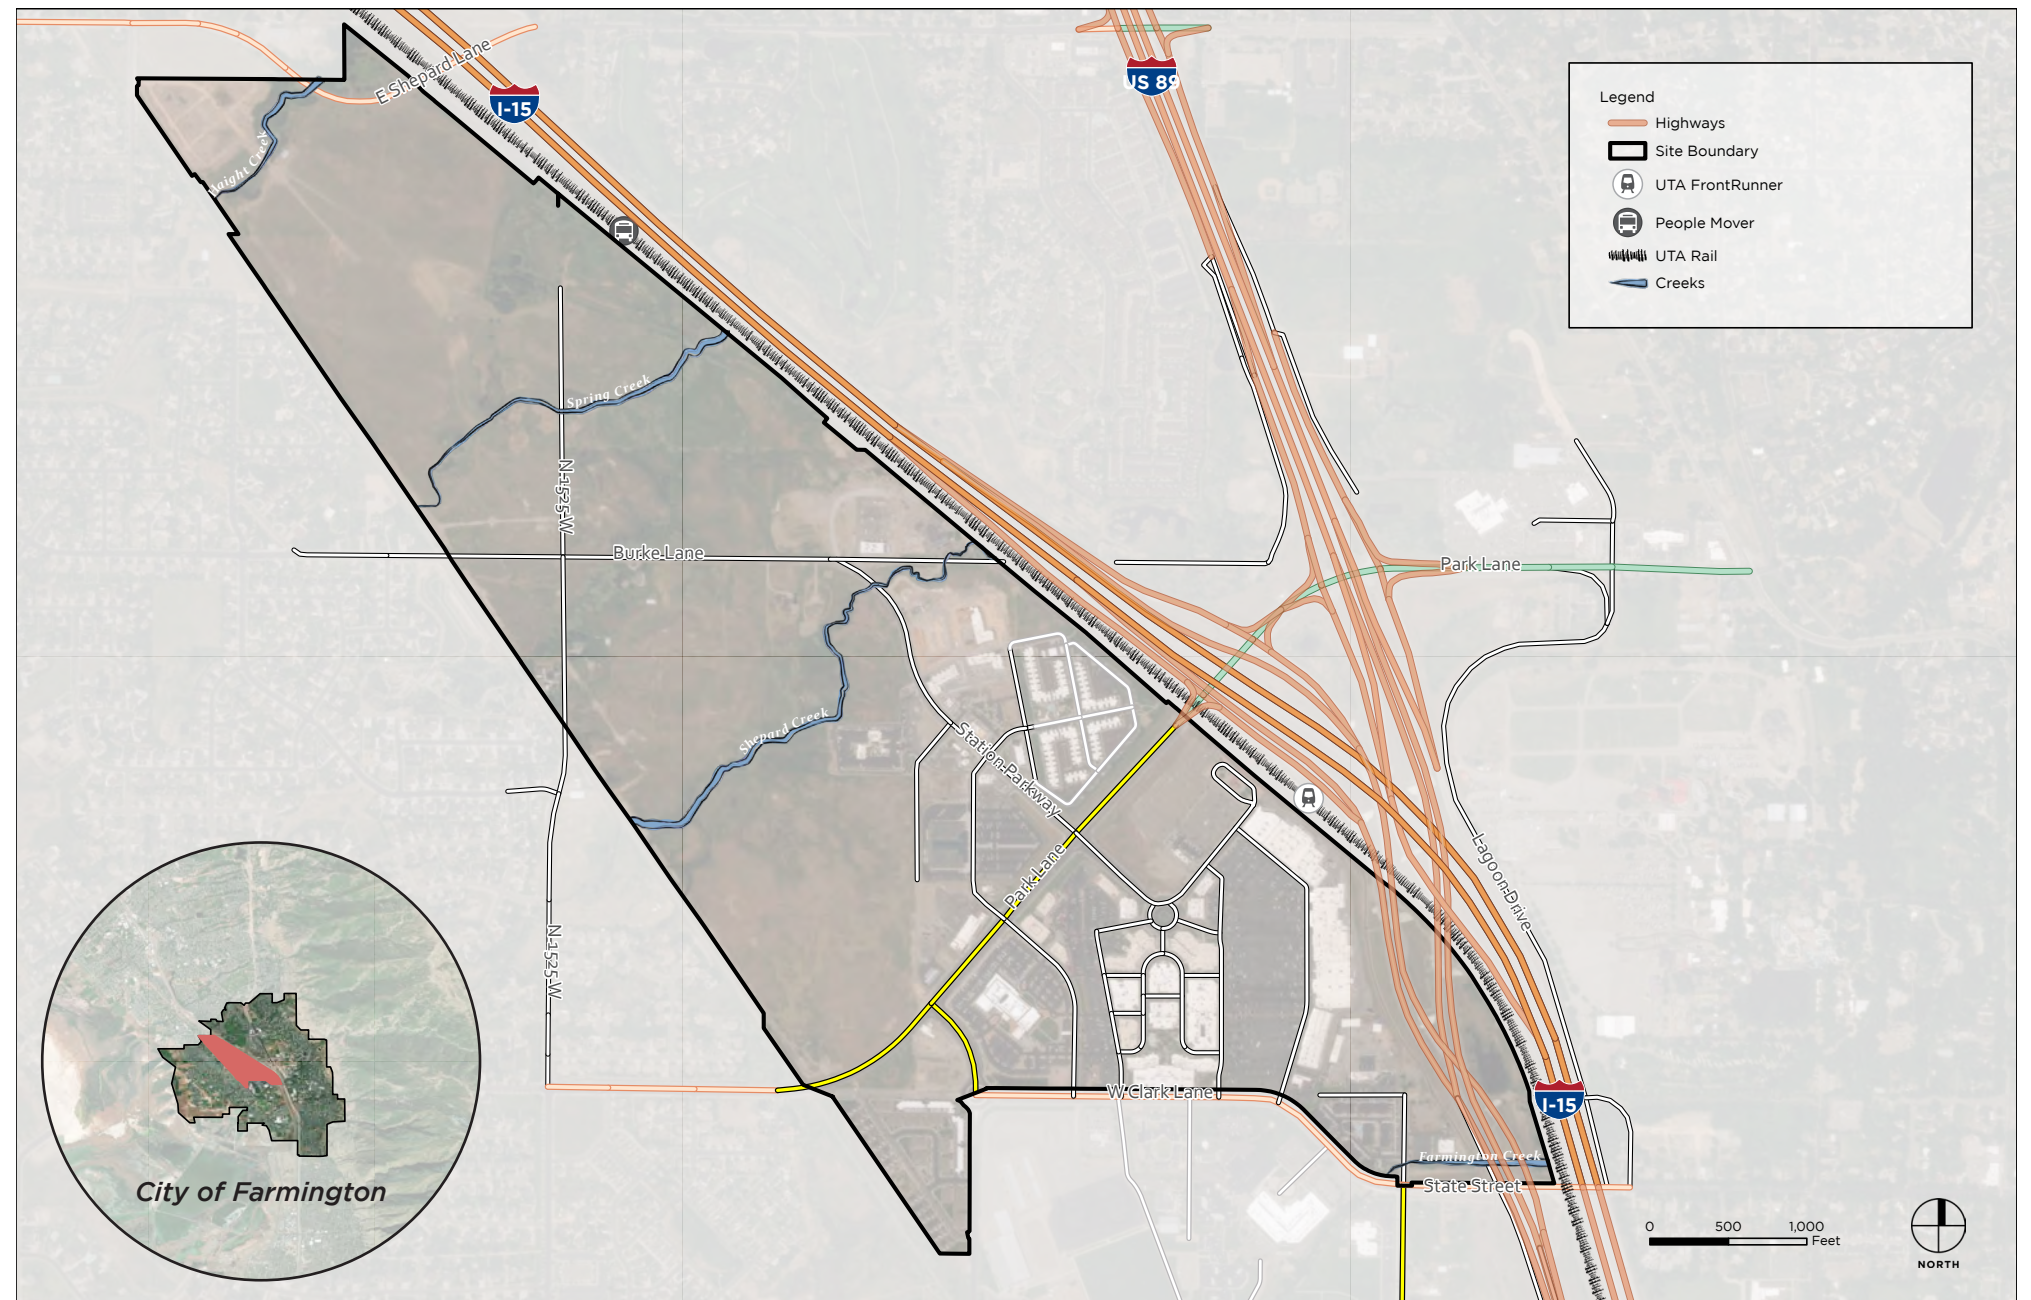 E Shepard Lane
I-15
US 89
Legend
Highways
Site Boundary
UTA FrontRunner
People Mover
UTA Rail
Creeks
Haight Creek
Spring Creek
N 1525 W
Burke Lane
Park Lane
Shepard Creek
Station Parkway
Park Lane
Lagoon Drive
N 1525 W
W Clark Lane
I-15
Farmington Creek
State Street
City of Farmington
0 500 1,000
Feet
NORTH